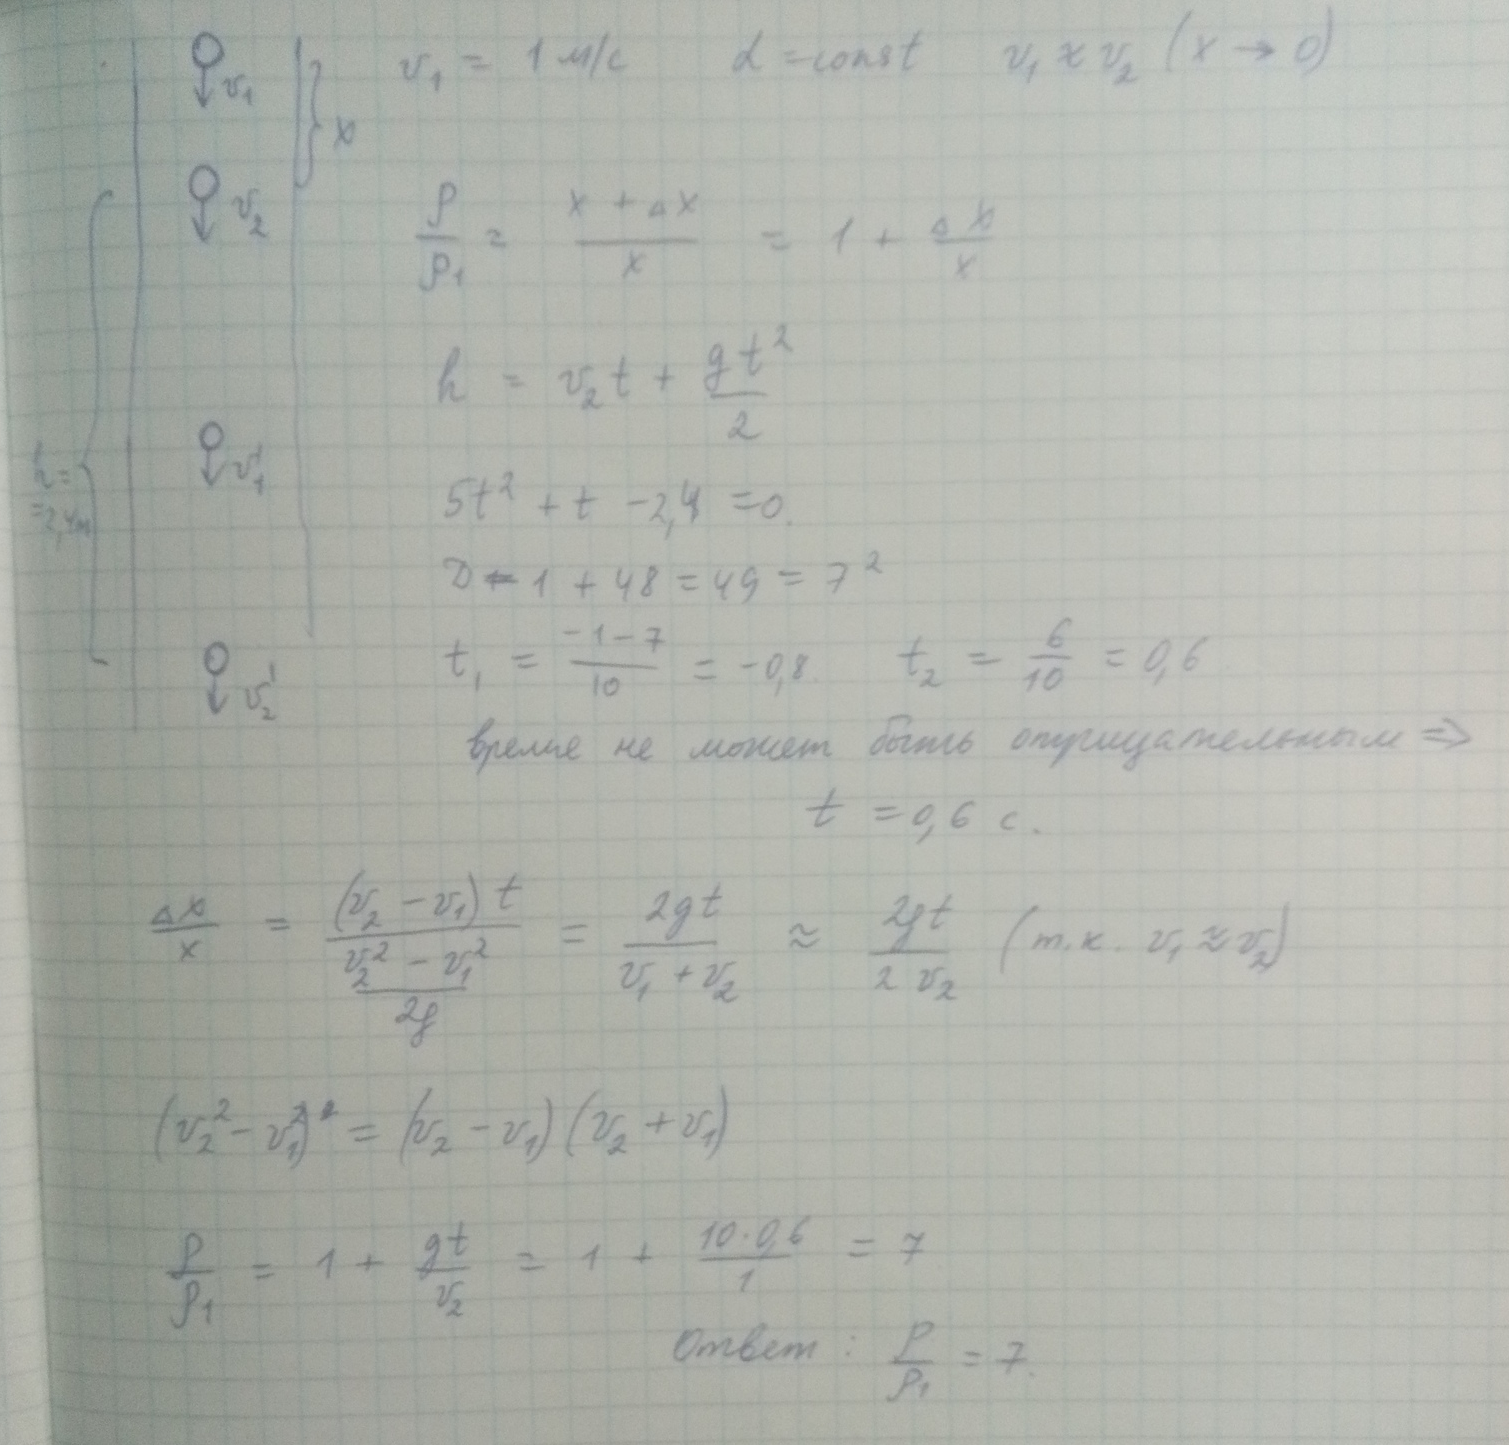 v₁ = 1 м/с   α = const   v₁ ≈ v₂ (x → 0)
v₁
x
v₂
ρ/ρ₁ = (x + Δx)/x = 1 + Δx/x
h = v₂t + gt²/2
v₁'
h =
= 2,4м
5t² + t - 2,4 = 0.
D = 1 + 48 = 49 = 7²
t₁ = (-1-7)/10 = -0,8.   t₂ = 6/10 = 0,6
v₂'
время не может быть отрицательным ⇒
t = 0,6 с.
Δx/x = (v₂ - v₁)t/((v₂² - v₁²)/2g) = 2gt/(v₁ + v₂) ≈ 2gt/(2v₂) (т.к. v₁ ≈ v₂)
(v₂² - v₁²) = (v₂ - v₁)(v₂ + v₁)
ρ/ρ₁ = 1 + gt/v₂ = 1 + (10·0,6)/1 = 7
Ответ: ρ/ρ₁ = 7.